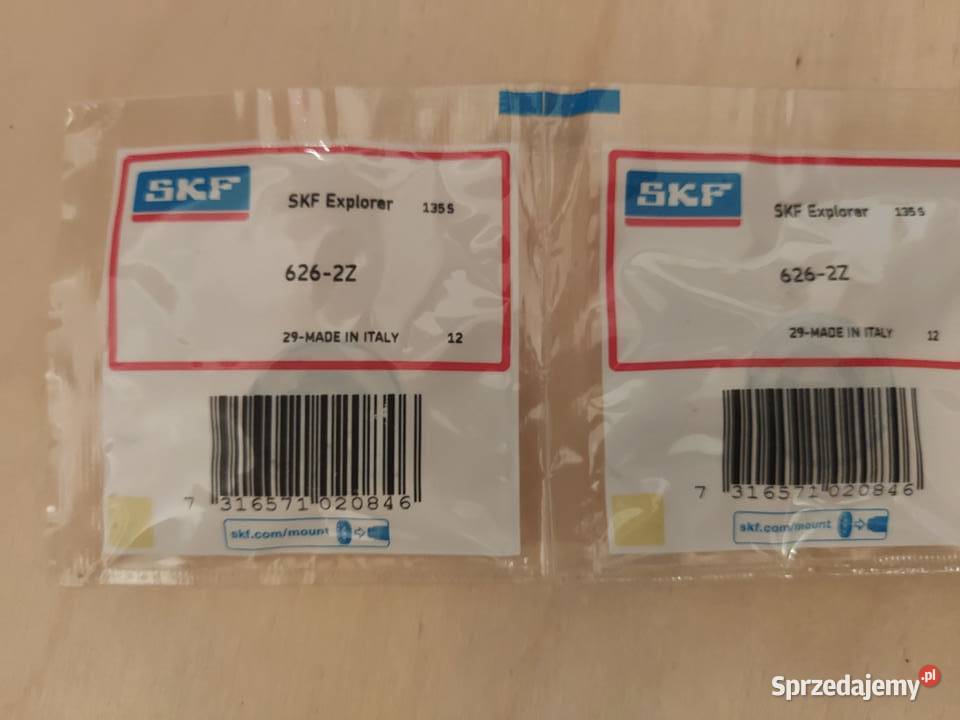 SKF
SKF Explorer 135 S
626-2Z
29-MADE IN ITALY 12
7 316571 020846
skf.com/mount
SKF
SKF Explorer 135 S
626-2Z
29-MADE IN ITALY 12
7 316571 020846
skf.com/mount
Sprzedajemy.pl